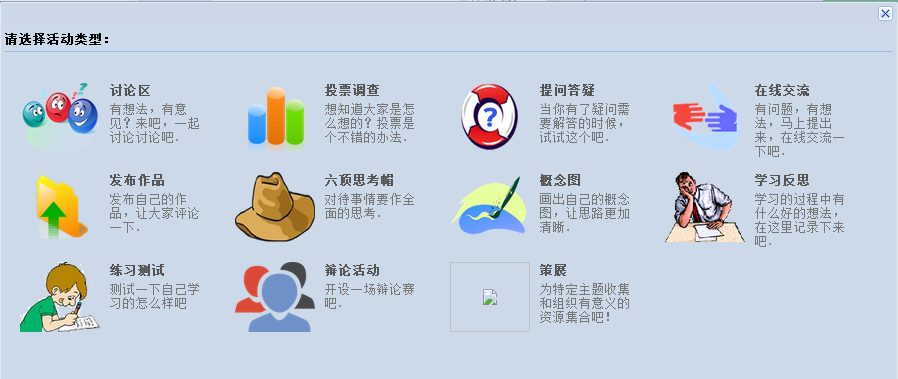 请选择活动类型：
讨论区
有想法，有意
见？来吧，一起
讨论讨论吧.
投票调查
想知道大家是怎
么想的？投票是
个不错的办法.
提问答疑
当你有了疑问需
要解答的时候，
试试这个吧.
在线交流
有问题，有想
法，马上提出
来，在线交流一
下吧.
发布作品
发布自己的作
品，让大家评论
一下.
六顶思考帽
对待事情要作全
面的思考.
概念图
画出自己的概念
图，让思路更加
清晰.
学习反思
学习的过程中有
什么好的想法，
在这里记录下来
吧.
练习测试
测试一下自己学
习的怎么样吧
辩论活动
开设一场辩论赛
吧.
策展
为特定主题收集
和组织有意义的
资源集合吧！